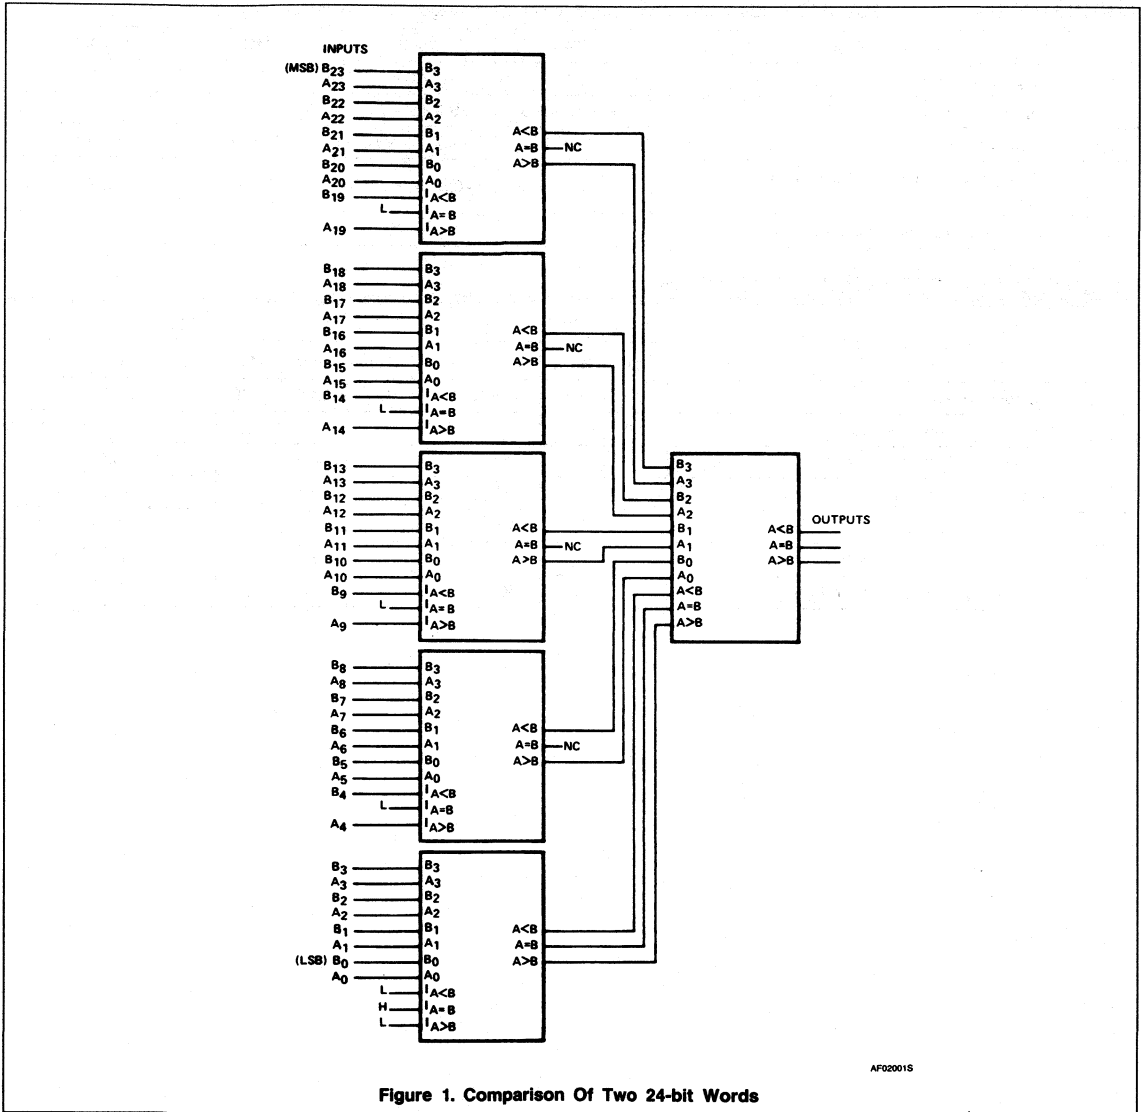 INPUTS
(MSB) B23 B3
A23 A3
B22 B2
A22 A2
B21 B1 A<B
A21 A1 A=B NC
B20 B0 A>B
A20 A0
B19 IA<B
L IA=B
A19 IA>B
B18 B3
A18 A3
B17 B2
A17 A2
B16 B1 A<B
A16 A1 A=B NC
B15 B0 A>B
A15 A0
B14 IA<B
L IA=B
A14 IA>B
B13 B3 B3
A13 A3 A3
B12 B2 B2
A12 A2 A2
B11 B1 A<B B1 A<B OUTPUTS
A11 A1 A=B NC A1 A=B
B10 B0 A>B B0 A>B
A10 A0 A0
B9 IA<B A<B
L IA=B A=B
A9 IA>B A>B
B8 B3
A8 A3
B7 B2
A7 A2
B6 B1 A<B
A6 A1 A=B NC
B5 B0 A>B
A5 A0
B4 IA<B
L IA=B
A4 IA>B
B3 B3
A3 A3
B2 B2
A2 A2
B1 B1 A<B
A1 A1 A=B
(LSB) B0 B0 A>B
A0 A0
L IA<B
H IA=B
L IA>B
AF02001S
Figure 1. Comparison Of Two 24-bit Words